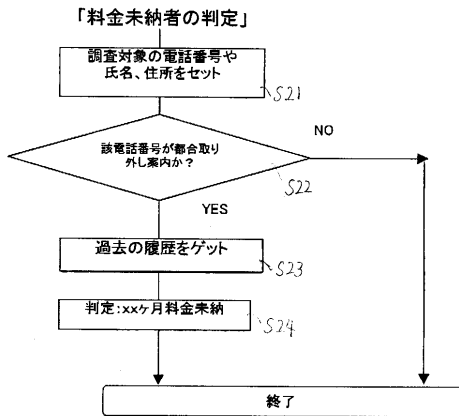 「料金未納者の判定」
調査対象の電話番号や
氏名、住所をセット
S21
該電話番号が都合取り
外し案内か?
S22
NO
YES
過去の履歴をゲット
S23
判定:xxヶ月料金未納
S24
終了